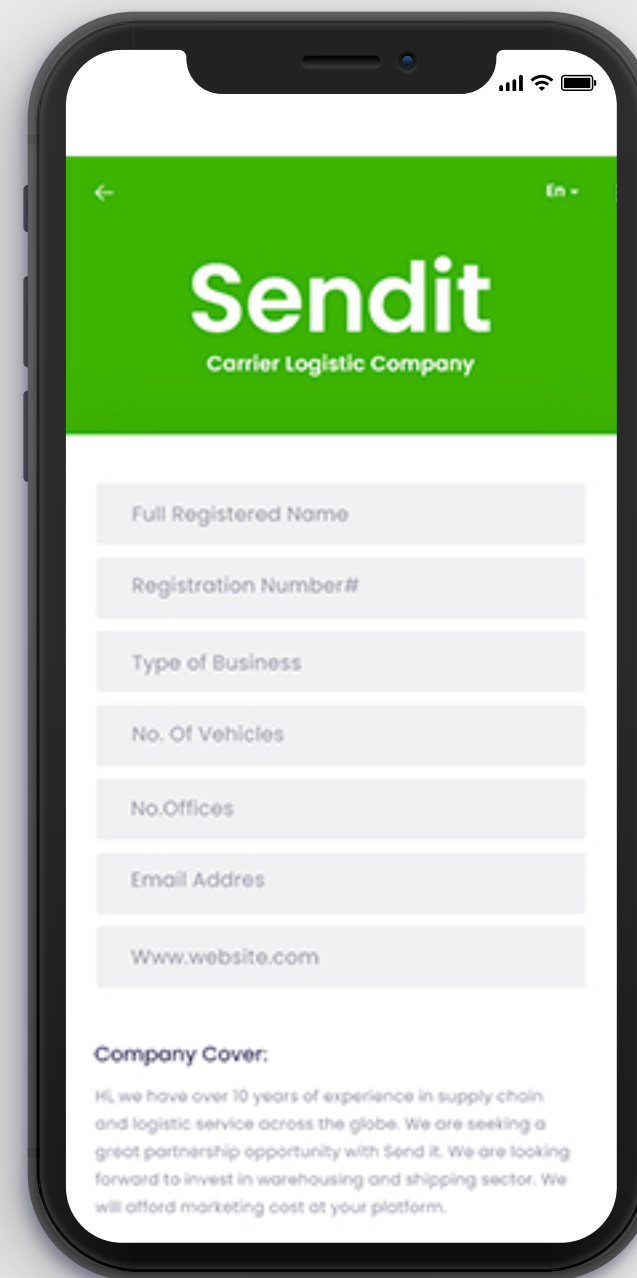 En
Sendit
Carrier Logistic Company
Full Registered Name
Registration Number#
Type of Business
No. Of Vehicles
No.Offices
Email Addres
Www.website.com
Company Cover:
Hi, we have over 10 years of experience in supply chain
and logistic service across the globe. We are seeking a
great partnership opportunity with Send it. We are looking
forward to invest in warehousing and shipping sector. We
will afford marketing cost at your platform.